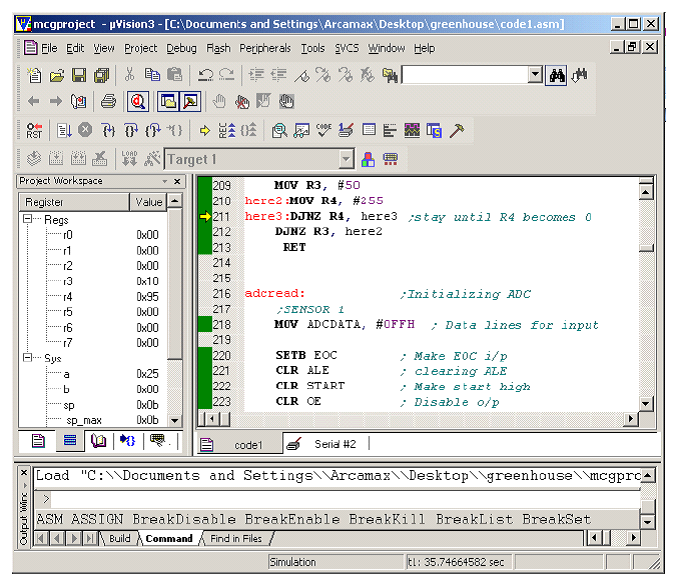 mcgproject - µVision3 - [C:\Documents and Settings\Arcamax\Desktop\greenhouse\code1.asm]
File Edit View Project Debug Flash Peripherals Tools SVCS Window Help
RST
Target 1
Project Workspace
Register Value
Regs
r0 0x00
r1 0x00
r2 0x00
r3 0x10
r4 0x95
r5 0x00
r6 0x00
r7 0x00
Sys
a 0x25
b 0x00
sp 0x0b
sp_max 0x0b
209 MOV R3, #50
210 here2:MOV R4, #255
211 here3:DJNZ R4, here3 ;stay until R4 becomes 0
212 DJNZ R3, here2
213 RET
214
215
216 adcread: ;Initializing ADC
217 ;SENSOR 1
218 MOV ADCDATA, #0FFH ; Data lines for input
219
220 SETB EOC ; Make EOC i/p
221 CLR ALE ; clearing ALE
222 CLR START ; Make start high
223 CLR OE ; Disable o/p
code1 Serial #2
Load "C:\\Documents and Settings\\Arcamax\\Desktop\\greenhouse\\mcgpro
>
ASM ASSIGN BreakDisable BreakEnable BreakKill BreakList BreakSet
Output Winc
Build Command Find in Files
Simulation t1: 35.74664582 sec